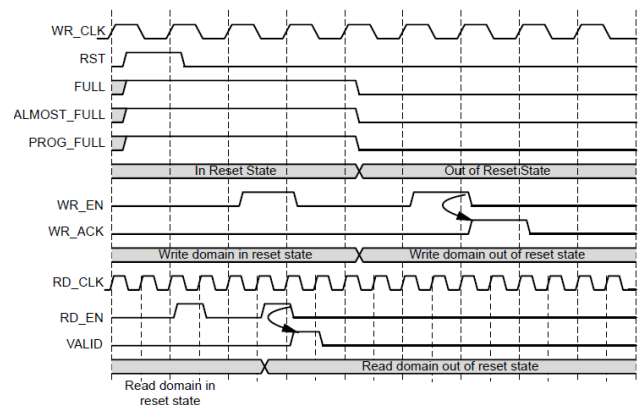 WR_CLK
RST
FULL
ALMOST_FULL
PROG_FULL
In Reset State
Out of Reset State
WR_EN
WR_ACK
Write domain in reset state
Write domain out of reset state
RD_CLK
RD_EN
VALID
Read domain out of reset state
Read domain in
reset state